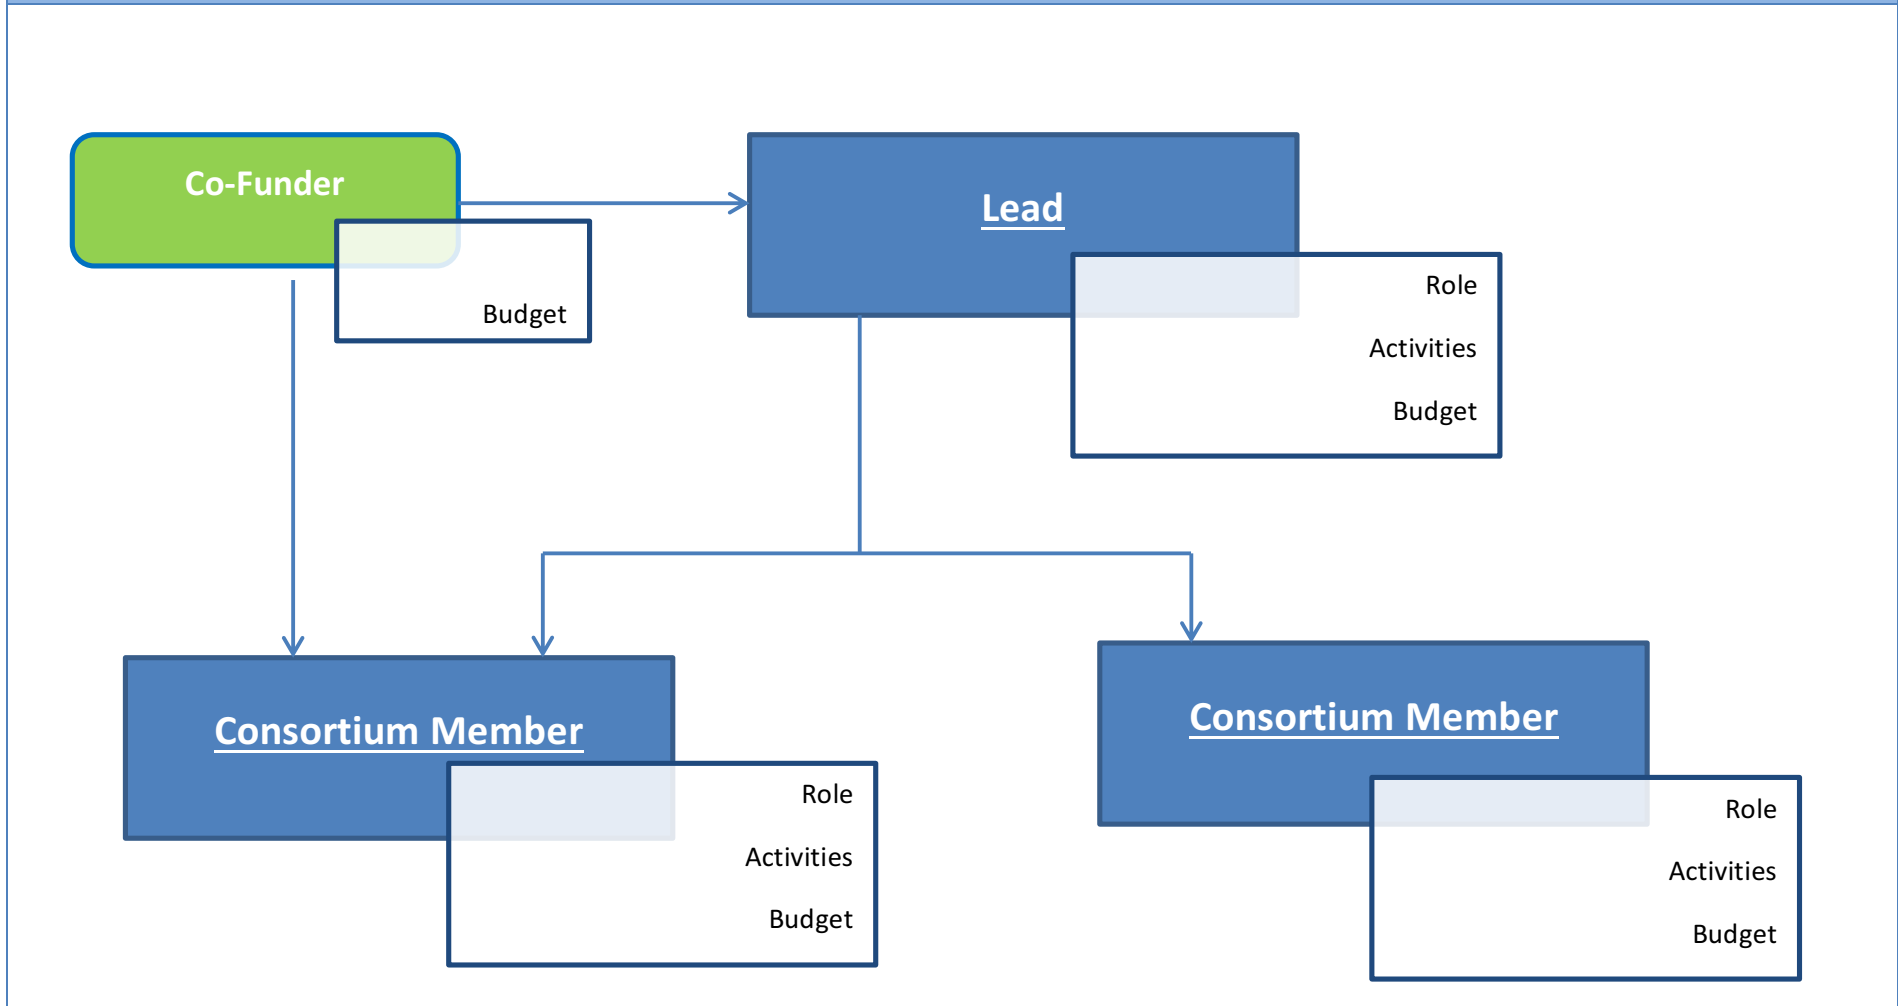 Co-Funder
Budget
Lead
Role
Activities
Budget
Consortium Member
Role
Activities
Budget
Consortium Member
Role
Activities
Budget